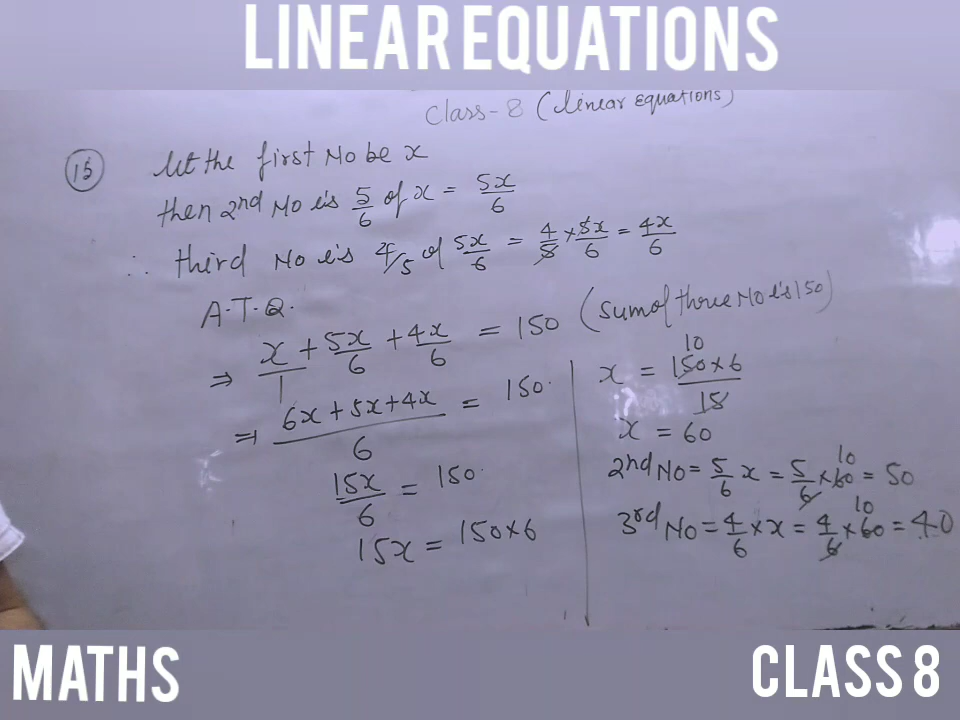 LINEAR EQUATIONS
Class-8 (linear equations)
15 let the first No be x
then 2nd No is 5/6 of x = 5x/6
∴ third No is 4/5 of 5x/6 = 4/5 × 5x/6 = 4x/6
A.T.Q.
⇒ x/1 + 5x/6 + 4x/6 = 150 (sum of three No is 150)
⇒ 6x+5x+4x/6 = 150
15x/6 = 150
15x = 150×6
x = 150×6/15 10
x = 60
2nd No = 5/6 x = 5/6 × 60 10 = 50
3rd No = 4/6 × x = 4/6 × 60 10 = 40
MATHS
CLASS 8